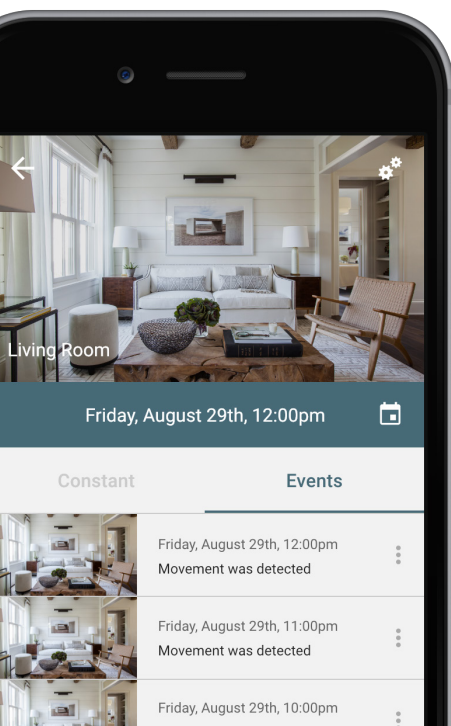 Living Room
Friday, August 29th, 12:00pm
Constant
Events
Friday, August 29th, 12:00pm
Movement was detected
Friday, August 29th, 11:00pm
Movement was detected
Friday, August 29th, 10:00pm